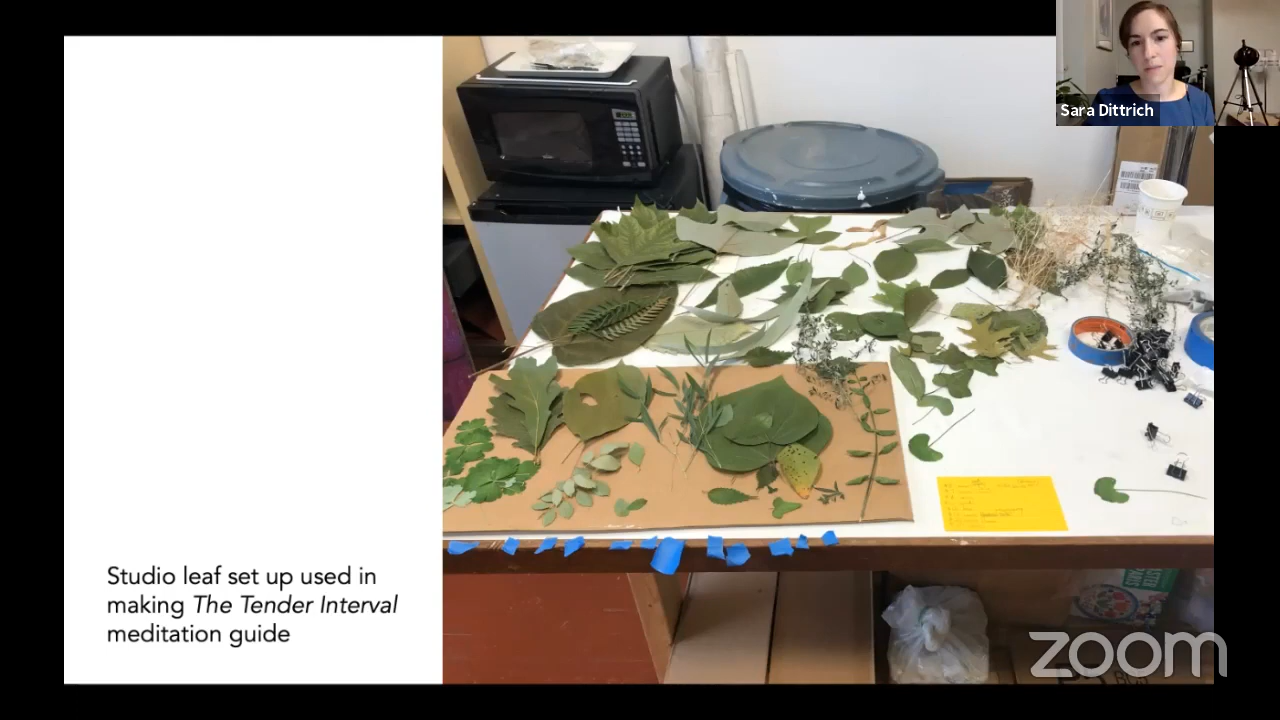 Sara Dittrich
Studio leaf set up used in
making The Tender Interval
meditation guide
zoom